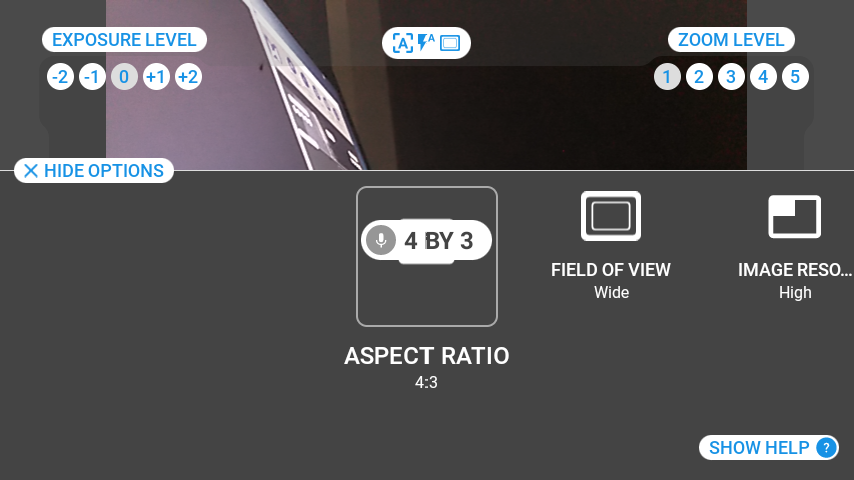 EXPOSURE LEVEL
A
A
ZOOM LEVEL
-2 -1 0 +1 +2
1 2 3 4 5
HIDE OPTIONS
4 BY 3
FIELD OF VIEW
Wide
IMAGE RESO...
High
ASPECT RATIO
4:3
SHOW HELP ?